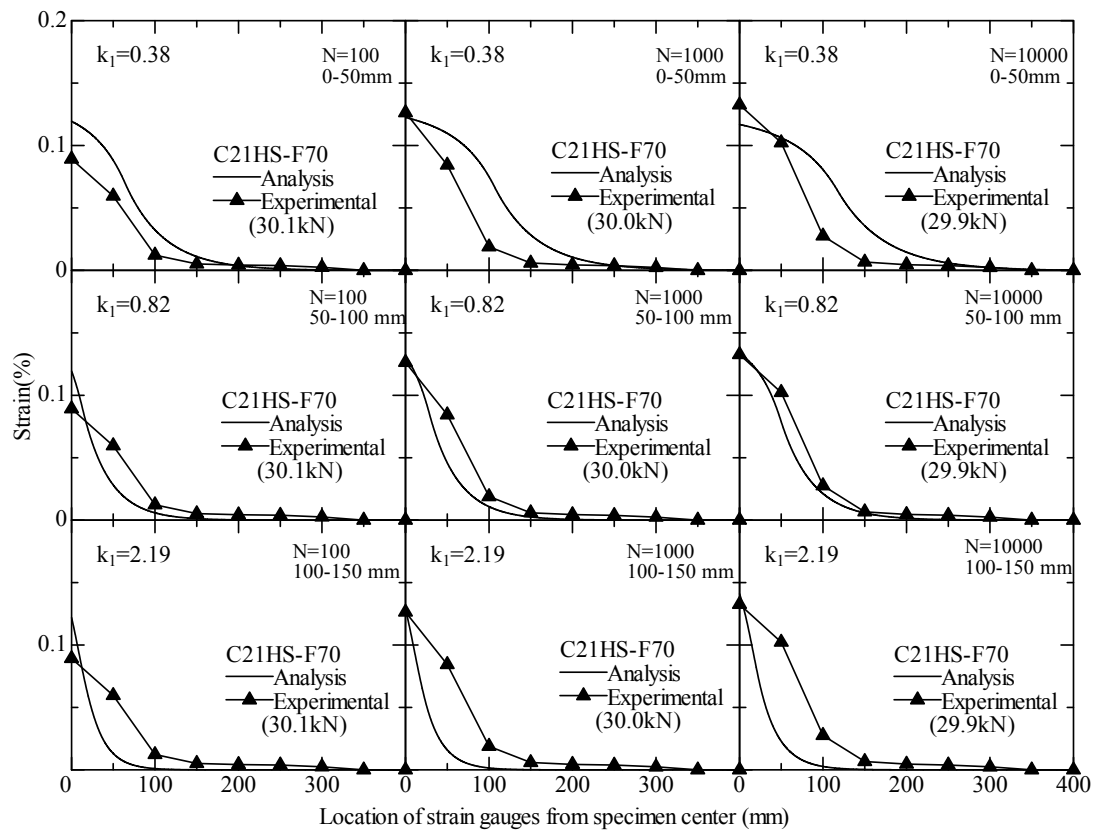 0.2
k1=0.38
N=100
0-50mm
C21HS-F70
Analysis
Experimental
(30.1kN)
k1=0.38
N=1000
0-50mm
C21HS-F70
Analysis
Experimental
(30.0kN)
k1=0.38
N=10000
0-50mm
C21HS-F70
Analysis
Experimental
(29.9kN)
0.1
0
k1=0.82
N=100
50-100 mm
C21HS-F70
Analysis
Experimental
(30.1kN)
k1=0.82
N=1000
50-100 mm
C21HS-F70
Analysis
Experimental
(30.0kN)
k1=0.82
N=10000
50-100 mm
C21HS-F70
Analysis
Experimental
(29.9kN)
Strain(%)
0.1
0
k1=2.19
N=100
100-150 mm
C21HS-F70
Analysis
Experimental
(30.1kN)
k1=2.19
N=1000
100-150 mm
C21HS-F70
Analysis
Experimental
(30.0kN)
k1=2.19
N=10000
100-150 mm
C21HS-F70
Analysis
Experimental
(29.9kN)
0.1
0 100 200 300 0 100 200 300 0 100 200 300 400
Location of strain gauges from specimen center (mm)